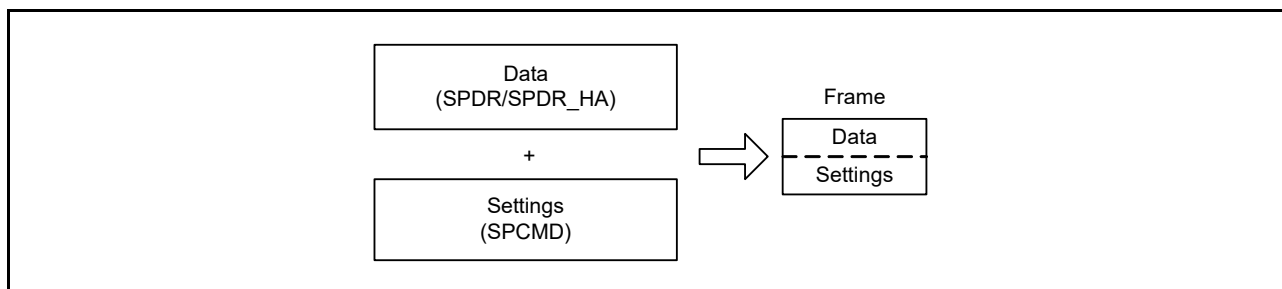 Data
(SPDR/SPDR_HA)
+
Settings
(SPCMD)
Frame
Data
Settings